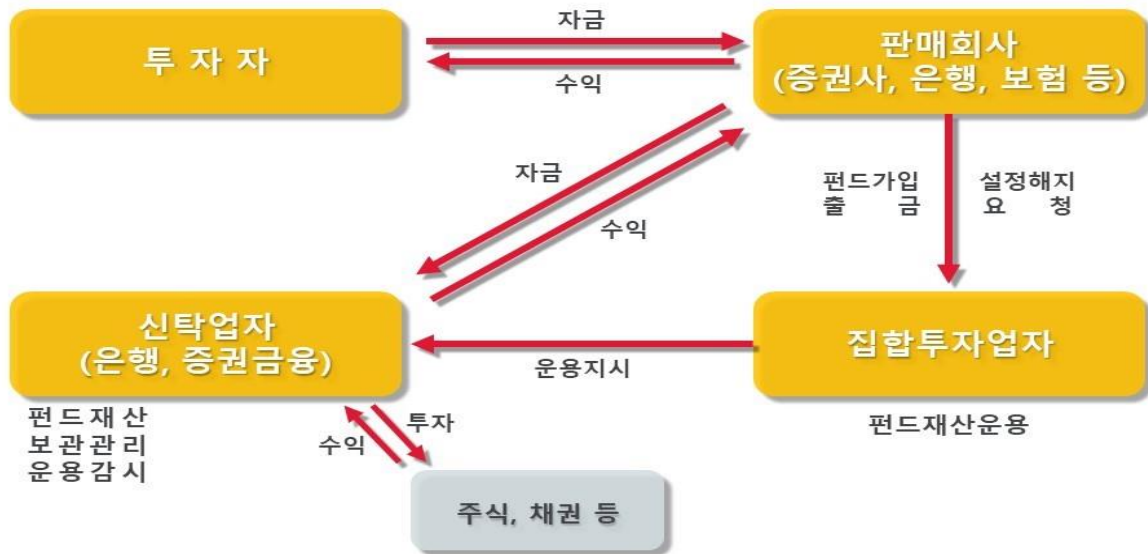 자금
투 자 자
판매회사
(증권사, 은행, 보험 등)
수익
자금
수익
펀드가입
출 금
설정해지
요 청
신탁업자
(은행, 증권금융)
집합투자업자
운용지시
펀드재산
보관관리
운용감시
수익
투자
펀드재산운용
주식, 채권 등